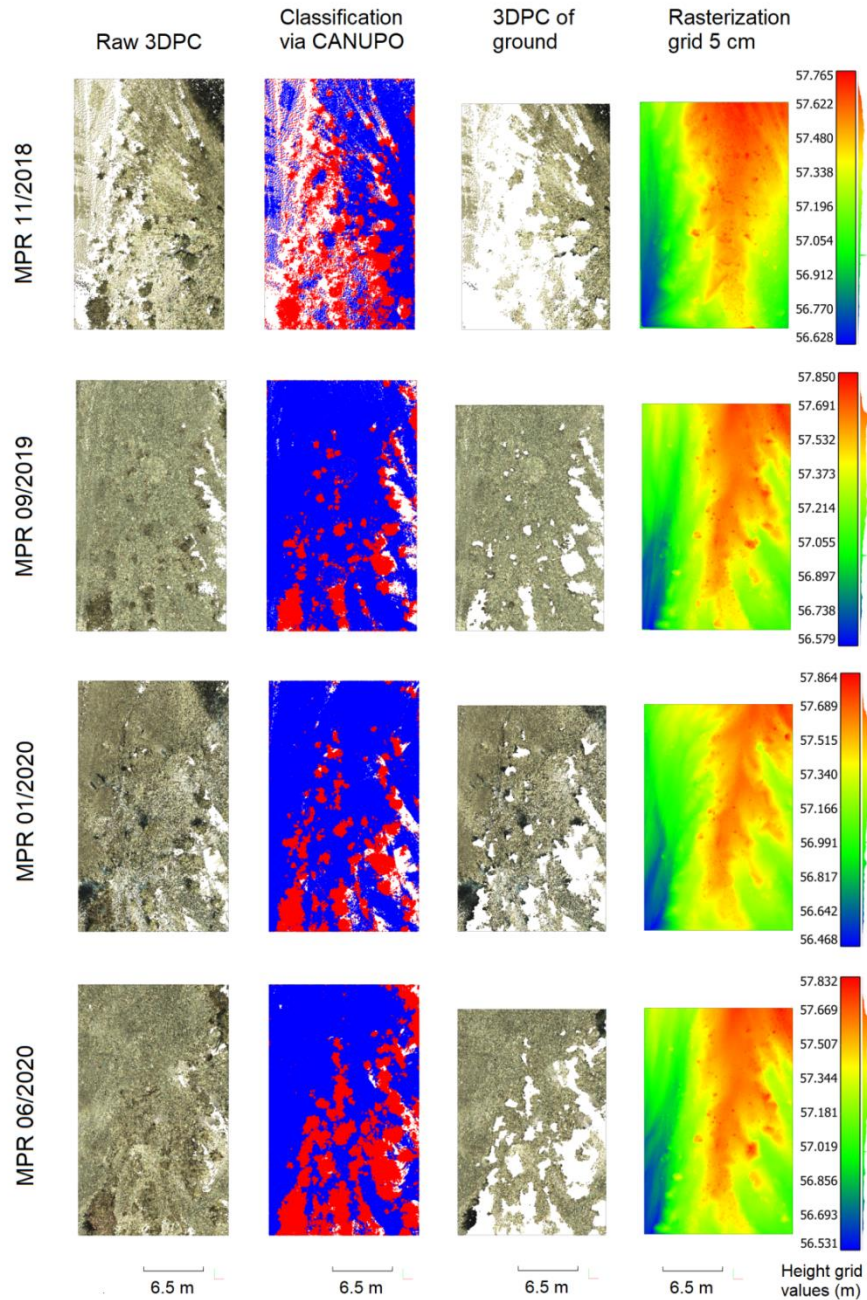 Raw 3DPC
Classification
via CANUPO
3DPC of
ground
Rasterization
grid 5 cm
MPR 11/2018
57.765
57.622
57.480
57.338
57.196
57.054
56.912
56.770
56.628
MPR 09/2019
57.850
57.691
57.532
57.373
57.214
57.055
56.897
56.738
56.579
MPR 01/2020
57.864
57.689
57.515
57.340
57.166
56.991
56.817
56.642
56.468
MPR 06/2020
57.832
57.669
57.507
57.344
57.181
57.019
56.856
56.693
56.531
6.5 m
6.5 m
6.5 m
6.5 m
Height grid
values (m)